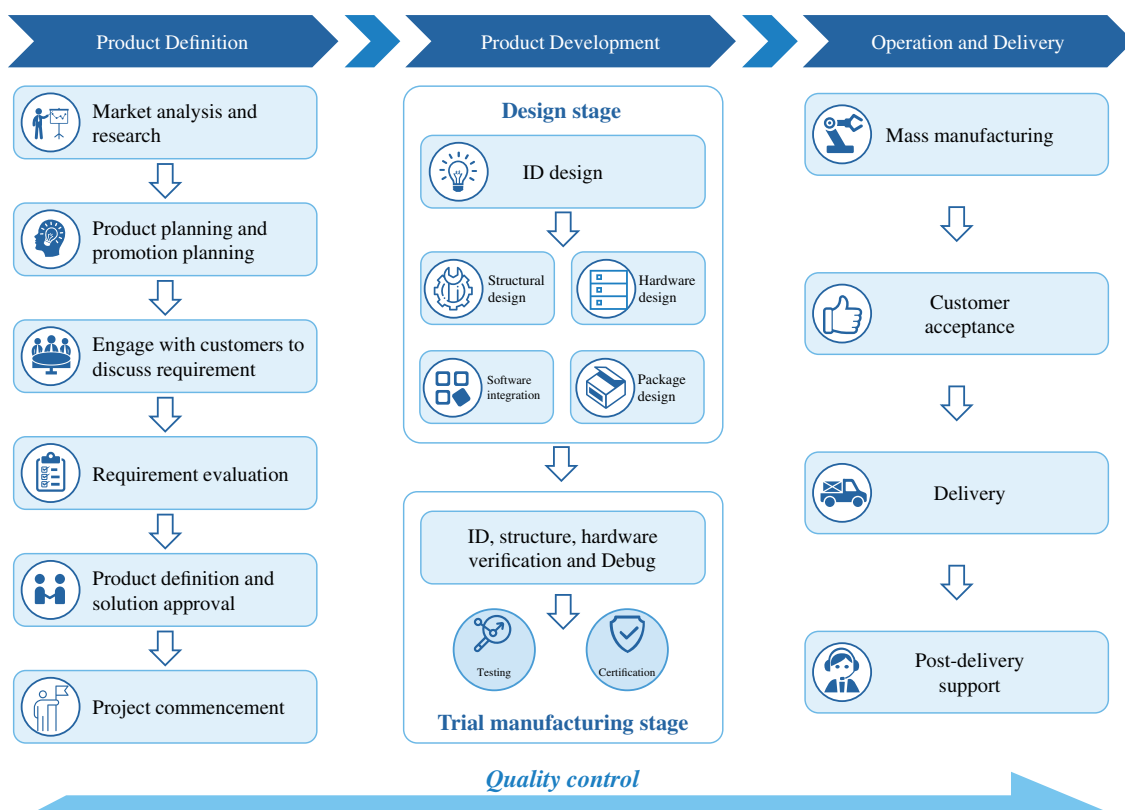 Product Definition
Product Development
Operation and Delivery
Market analysis and
research
Product planning and
promotion planning
Engage with customers to
discuss requirement
Requirement evaluation
Product definition and
solution approval
Project commencement
Design stage
ID design
Structural
design
Hardware
design
Software
integration
Package
design
ID, structure, hardware
verification and Debug
Testing
Certification
Trial manufacturing stage
Mass manufacturing
Customer
acceptance
Delivery
Post-delivery
support
Quality control